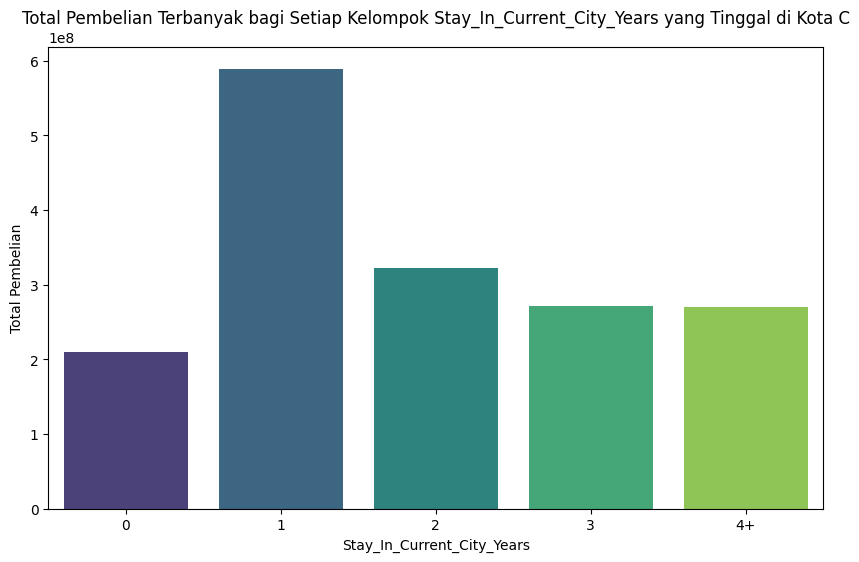 Total Pembelian Terbanyak bagi Setiap Kelompok Stay_In_Current_City_Years yang Tinggal di Kota C
1e8
6
5
4
3
2
1
0
Total Pembelian
0 1 2 3 4+
Stay_In_Current_City_Years